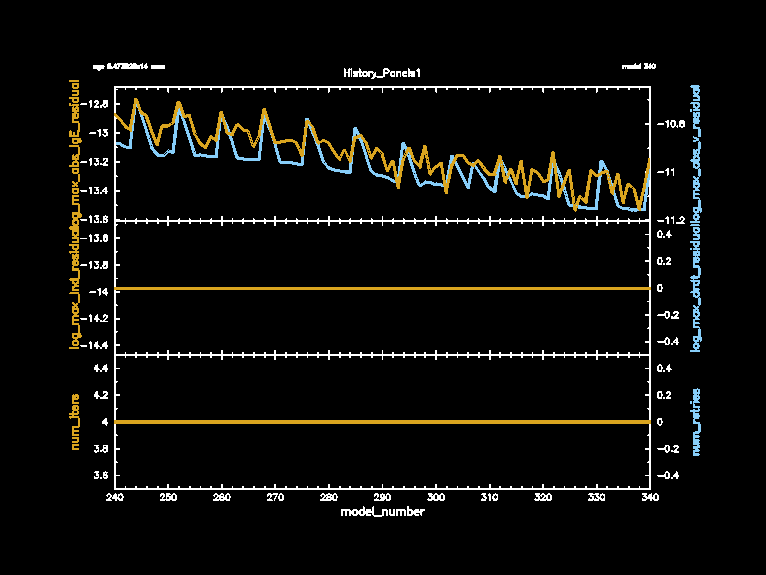 model 340
History_Panels1
log_max_abs_lgE_residual
-12.8
-13
-13.2
-13.4
-13.6
-10.8
-11
-11.2
log_max_abs_v_residual
log_max_lnd_residual
-13.6
-13.8
-14
-14.2
-14.4
0.4
0.2
0
-0.2
-0.4
log_max_drdt_residual
num_iters
4.4
4.2
4
3.8
3.6
0.4
0.2
0
-0.2
-0.4
num_retries
240 250 260 270 280 290 300 310 320 330 340
model_number